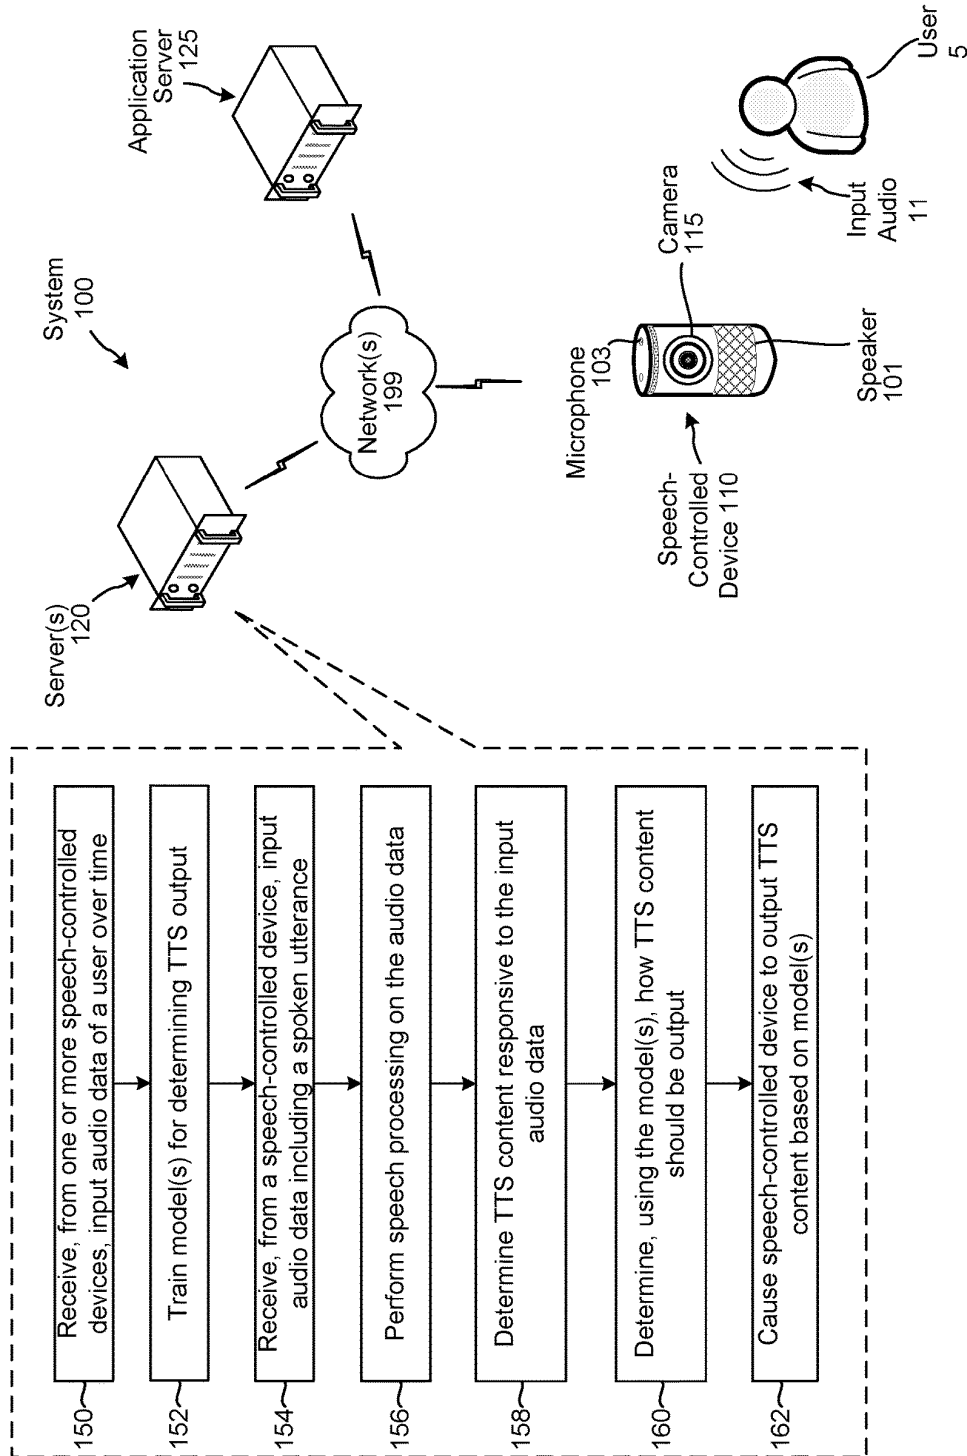 System
100
Server(s)
120
Application
Server
125
Network(s)
199
Microphone
103
Camera
115
Speech-
Controlled
Device 110
Speaker
101
Input
Audio
11
User
5
150
Receive, from one or more speech-controlled
devices, input audio data of a user over time
152
Train model(s) for determining TTS output
154
Receive, from a speech-controlled device, input
audio data including a spoken utterance
156
Perform speech processing on the audio data
158
Determine TTS content responsive to the input
audio data
160
Determine, using the model(s), how TTS content
should be output
162
Cause speech-controlled device to output TTS
content based on model(s)